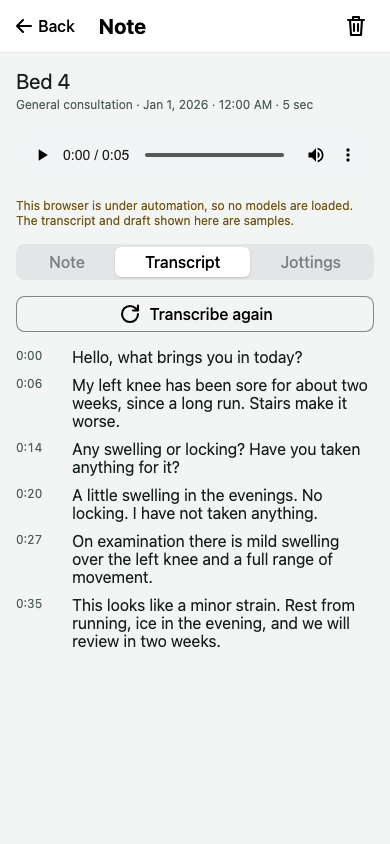 Back
Note
Bed 4
General consultation · Jan 1, 2026 · 12:00 AM · 5 sec
0:00 / 0:05
This browser is under automation, so no models are loaded.
The transcript and draft shown here are samples.
Note
Transcript
Jottings
Transcribe again
0:00
Hello, what brings you in today?
0:06
My left knee has been sore for about two
weeks, since a long run. Stairs make it
worse.
0:14
Any swelling or locking? Have you taken
anything for it?
0:20
A little swelling in the evenings. No
locking. I have not taken anything.
0:27
On examination there is mild swelling
over the left knee and a full range of
movement.
0:35
This looks like a minor strain. Rest from
running, ice in the evening, and we will
review in two weeks.